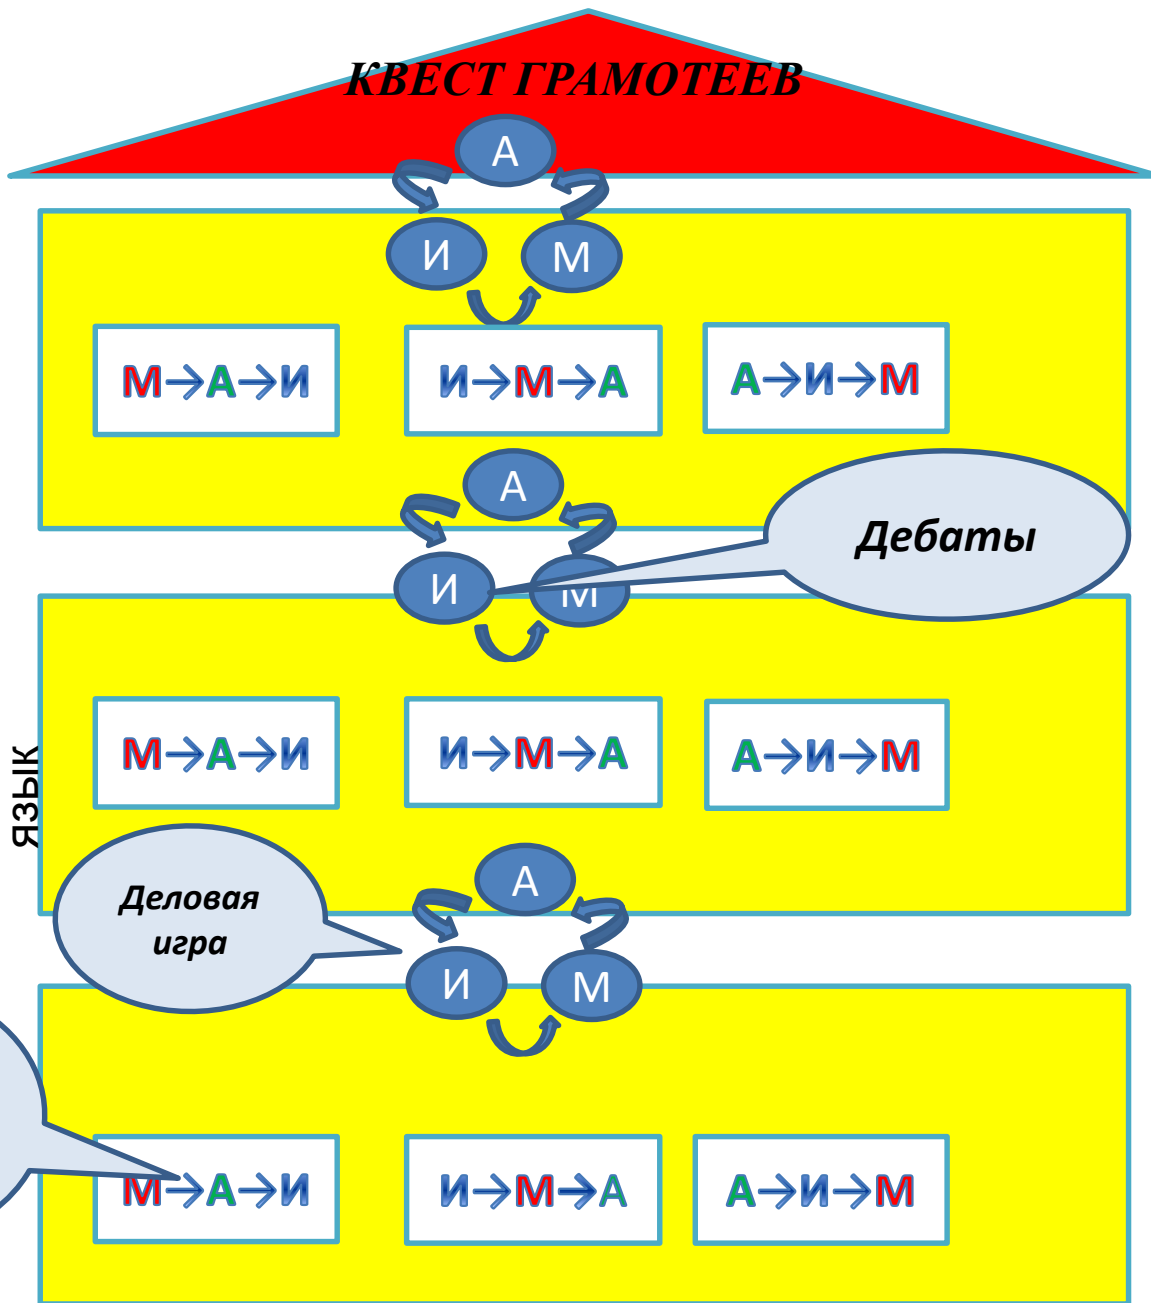 КВЕСТ ГРАМОТЕЕВ
А
И М
М→А→И И→М→А А→И→М
А
Дебаты
И М
язык
М→А→И И→М→А А→И→М
А
Деловая
игра
И М
М→А→И И→М→А А→И→М